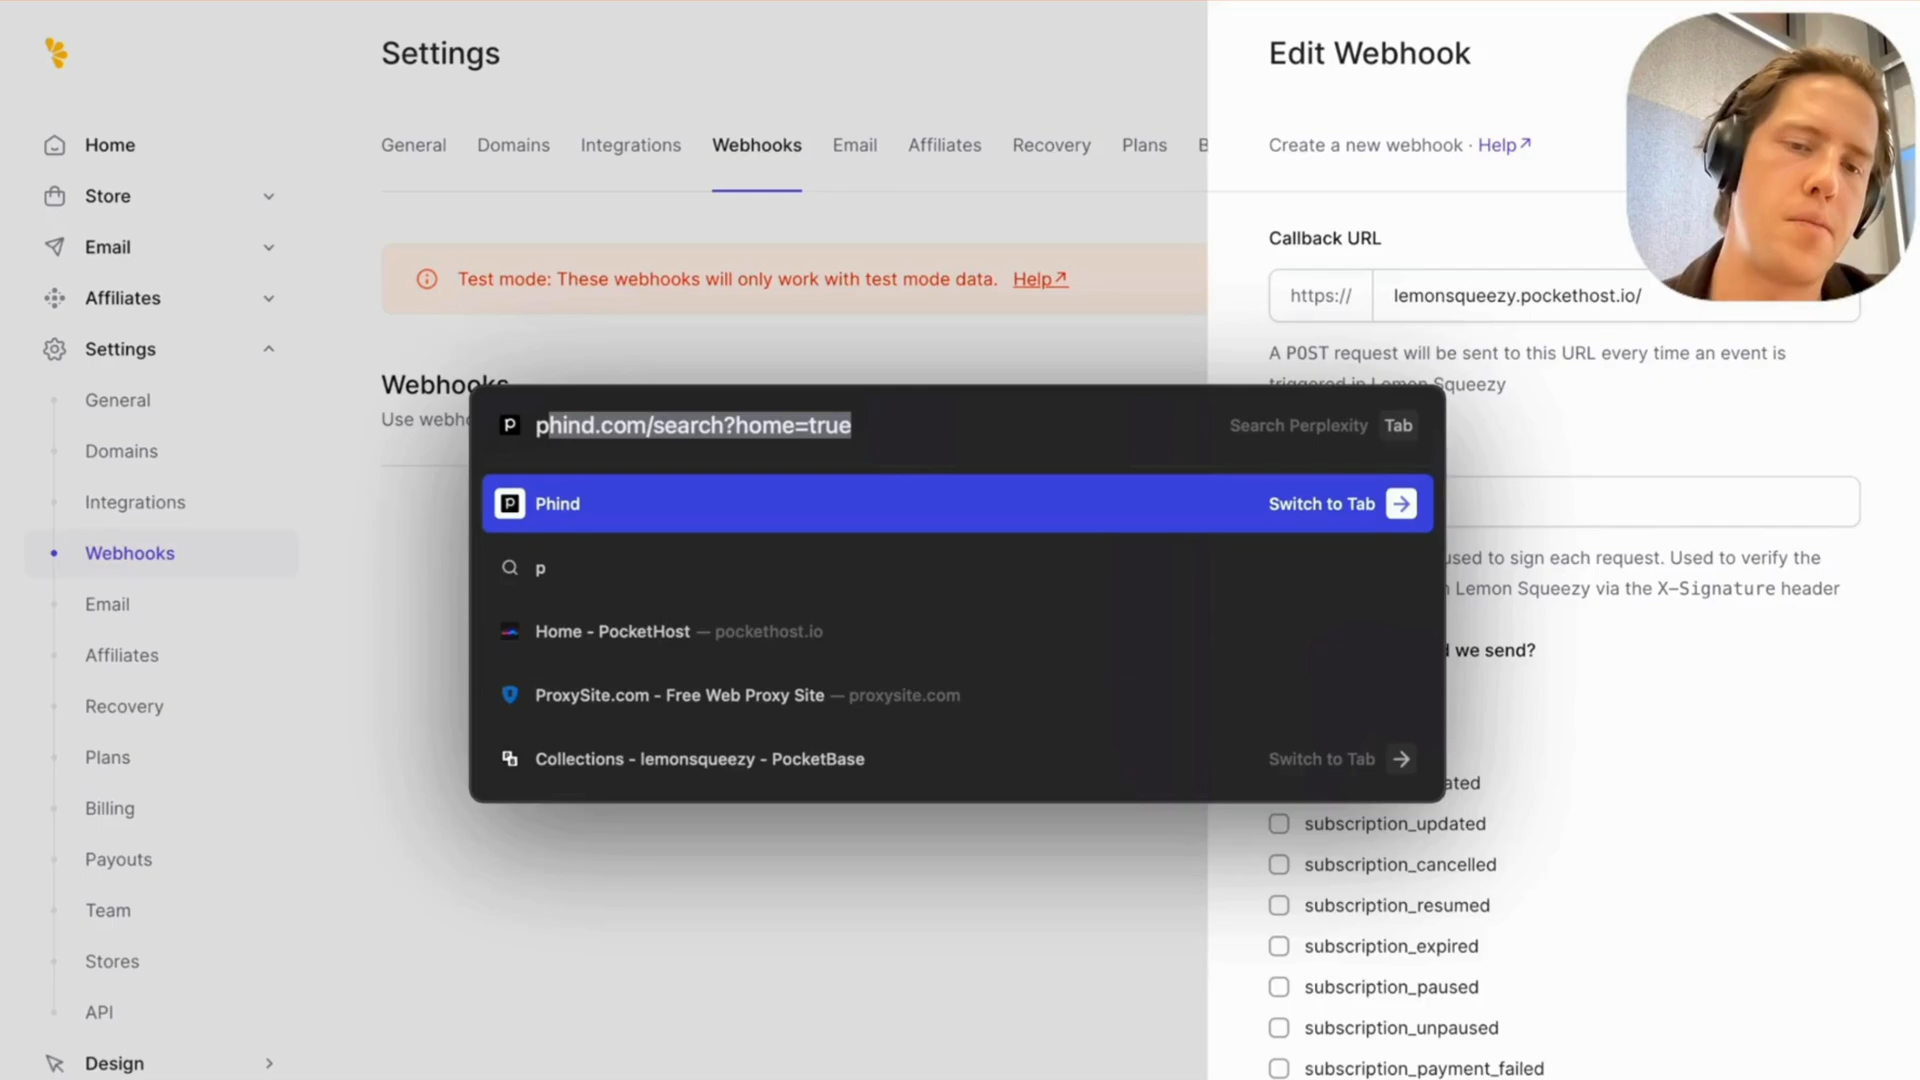 Settings
Edit Webhook
Home
Store
Email
Affiliates
Settings
General
Domains
Integrations
Webhooks
Email
Affiliates
Recovery
Plans
Billing
Payouts
Team
Stores
API
Design
General Domains Integrations Webhooks Email Affiliates Recovery Plans B
Create a new webhook · Help↗
Test mode: These webhooks will only work with test mode data. Help↗
Webhooks
Use webho
phind.com/search?home=true
Search Perplexity Tab
Phind
Switch to Tab →
p
Home - PocketHost — pockethost.io
ProxySite.com - Free Web Proxy Site — proxysite.com
Collections - lemonsqueezy - PocketBase
Switch to Tab →
Callback URL
https:// lemonsqueezy.pockethost.io/
A POST request will be sent to this URL every time an event is
triggered in Lemon Squeezy
used to sign each request. Used to verify the
Lemon Squeezy via the X-Signature header
we send?
ated
subscription_updated
subscription_cancelled
subscription_resumed
subscription_expired
subscription_paused
subscription_unpaused
subscription_payment_failed